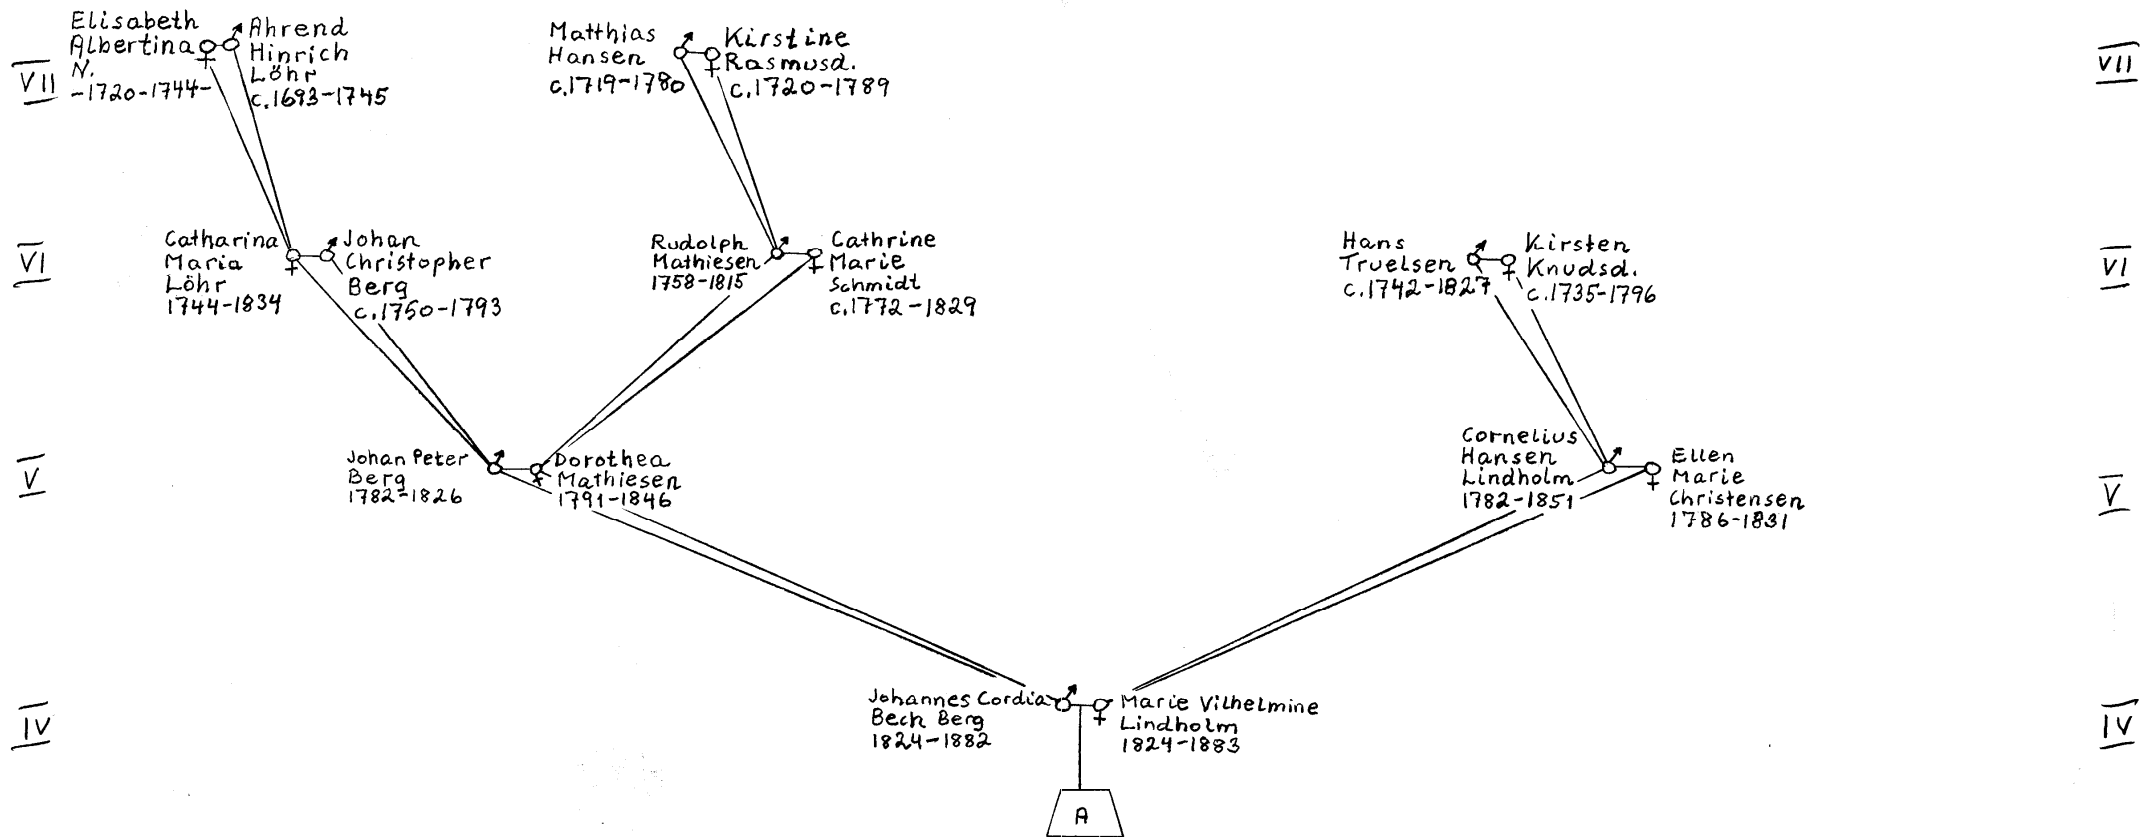 VII
Elisabeth
Albertina
N.
-1720-1744-
Ahrend
Hinrich
Löhr
c.1693-1745
Matthias
Hansen
c.1719-1780
Kirstine
Rasmusd.
c.1720-1789
VII
VI
Catharina
Maria
Löhr
1744-1834
Johan
Christopher
Berg
c.1750-1793
Rudolph
Mathiesen
1758-1815
Cathrine
Marie
Schmidt
c.1772-1829
Hans
Truelsen
c.1742-1827
Kirsten
Knudsd.
c.1735-1796
VI
V
Johan Peter
Berg
1782-1826
Dorothea
Mathiesen
1791-1846
Cornelius
Hansen
Lindholm
1782-1851
Ellen
Marie
Christensen
1786-1831
V
IV
Johannes Cordia
Bech Berg
1824-1882
Marie Vilhelmine
Lindholm
1824-1883
IV
A